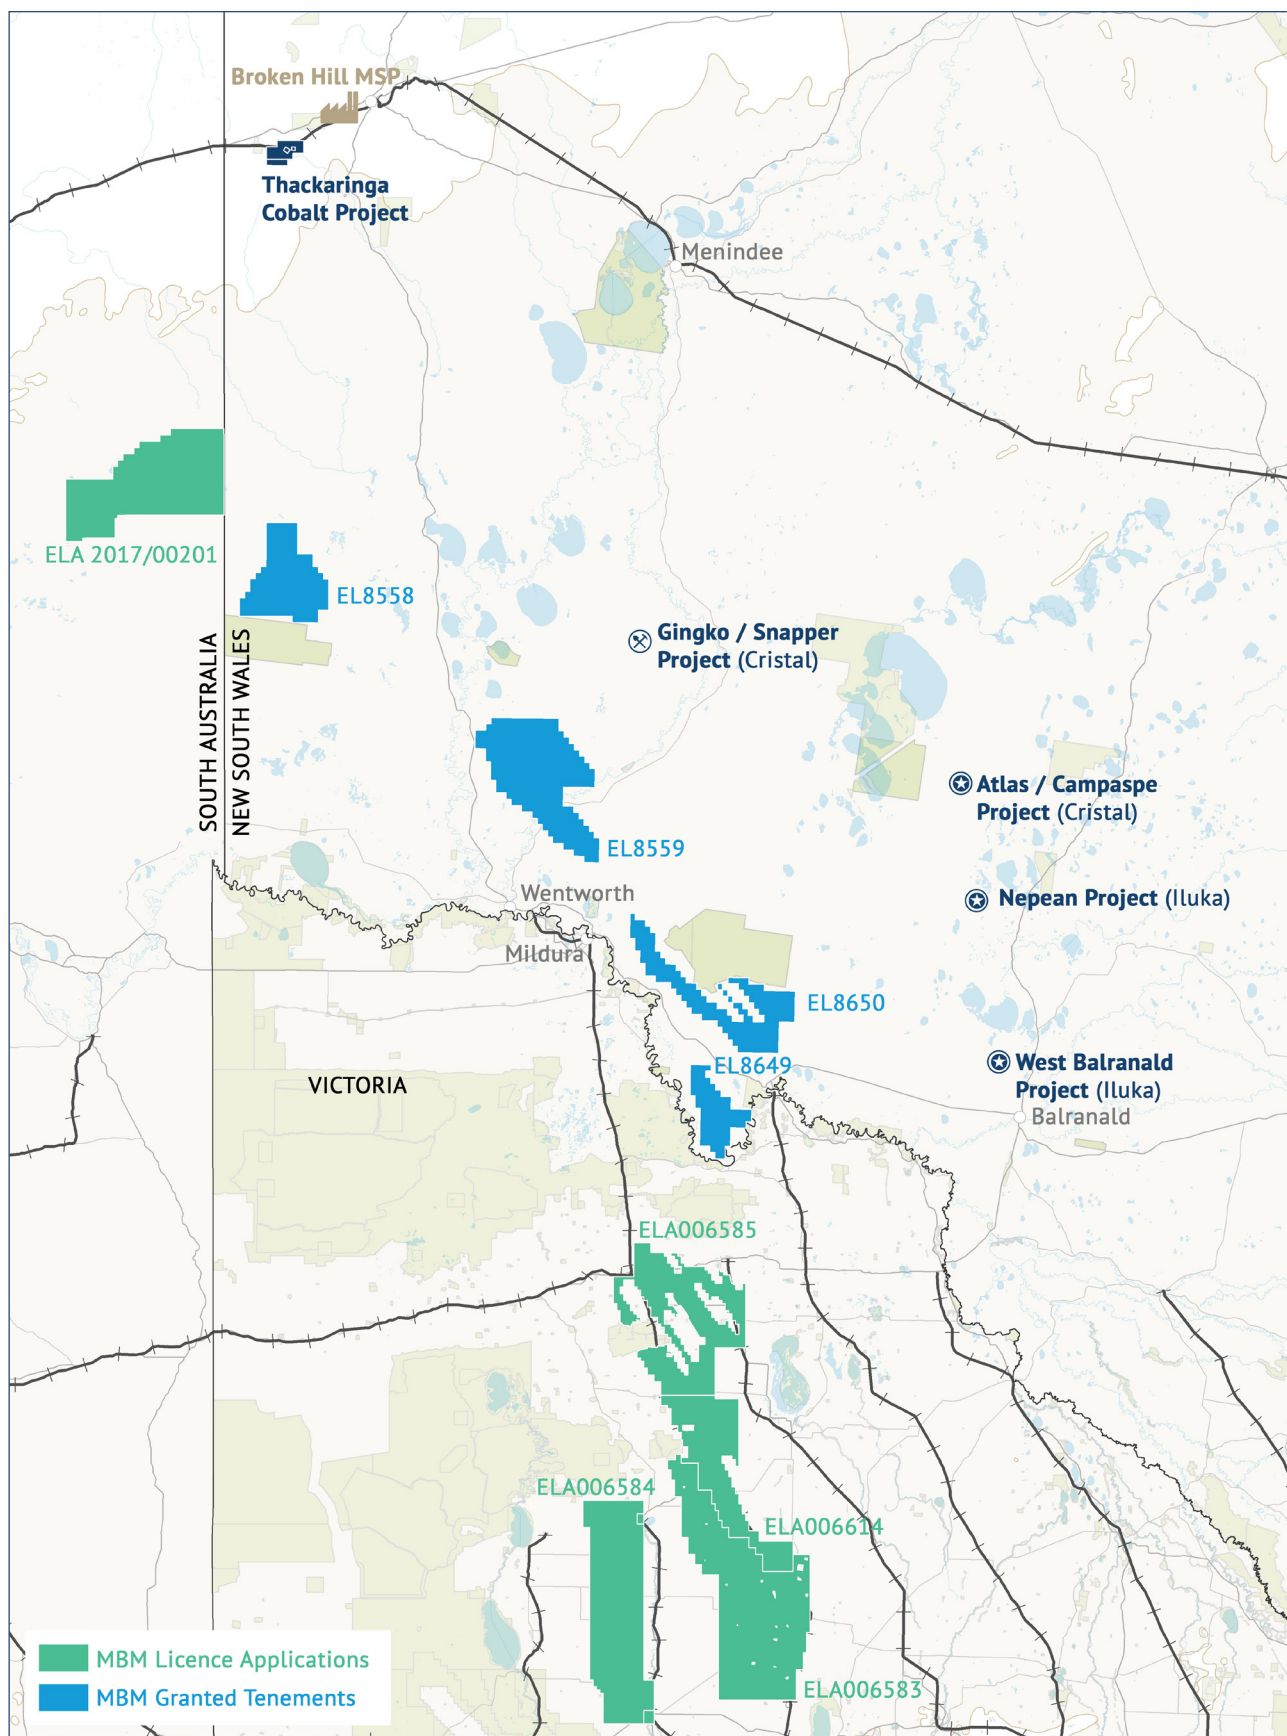 Broken Hill MSP
Thackaringa
Cobalt Project
Menindee
ELA 2017/00201
EL8558
SOUTH AUSTRALIA
NEW SOUTH WALES
Gingko / Snapper
Project (Cristal)
Atlas / Campaspe
Project (Cristal)
EL8559
Wentworth
Nepean Project (Iluka)
Mildura
EL8650
EL8649
West Balranald
Project (Iluka)
VICTORIA
Balranald
ELA006585
ELA006584
ELA006614
ELA006583
MBM Licence Applications
MBM Granted Tenements